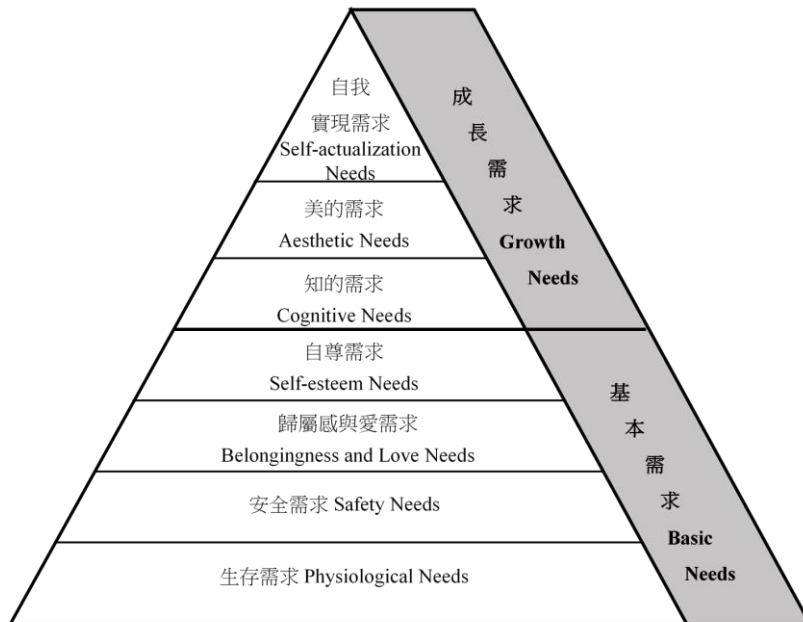 自我
實現需求
Self-actualization
Needs
美的需求
Aesthetic Needs
知的需求
Cognitive Needs
自尊需求
Self-esteem Needs
歸屬感與愛需求
Belongingness and Love Needs
安全需求 Safety Needs
生存需求 Physiological Needs
成
長
需
求
Growth
Needs
基
本
需
求
Basic
Needs